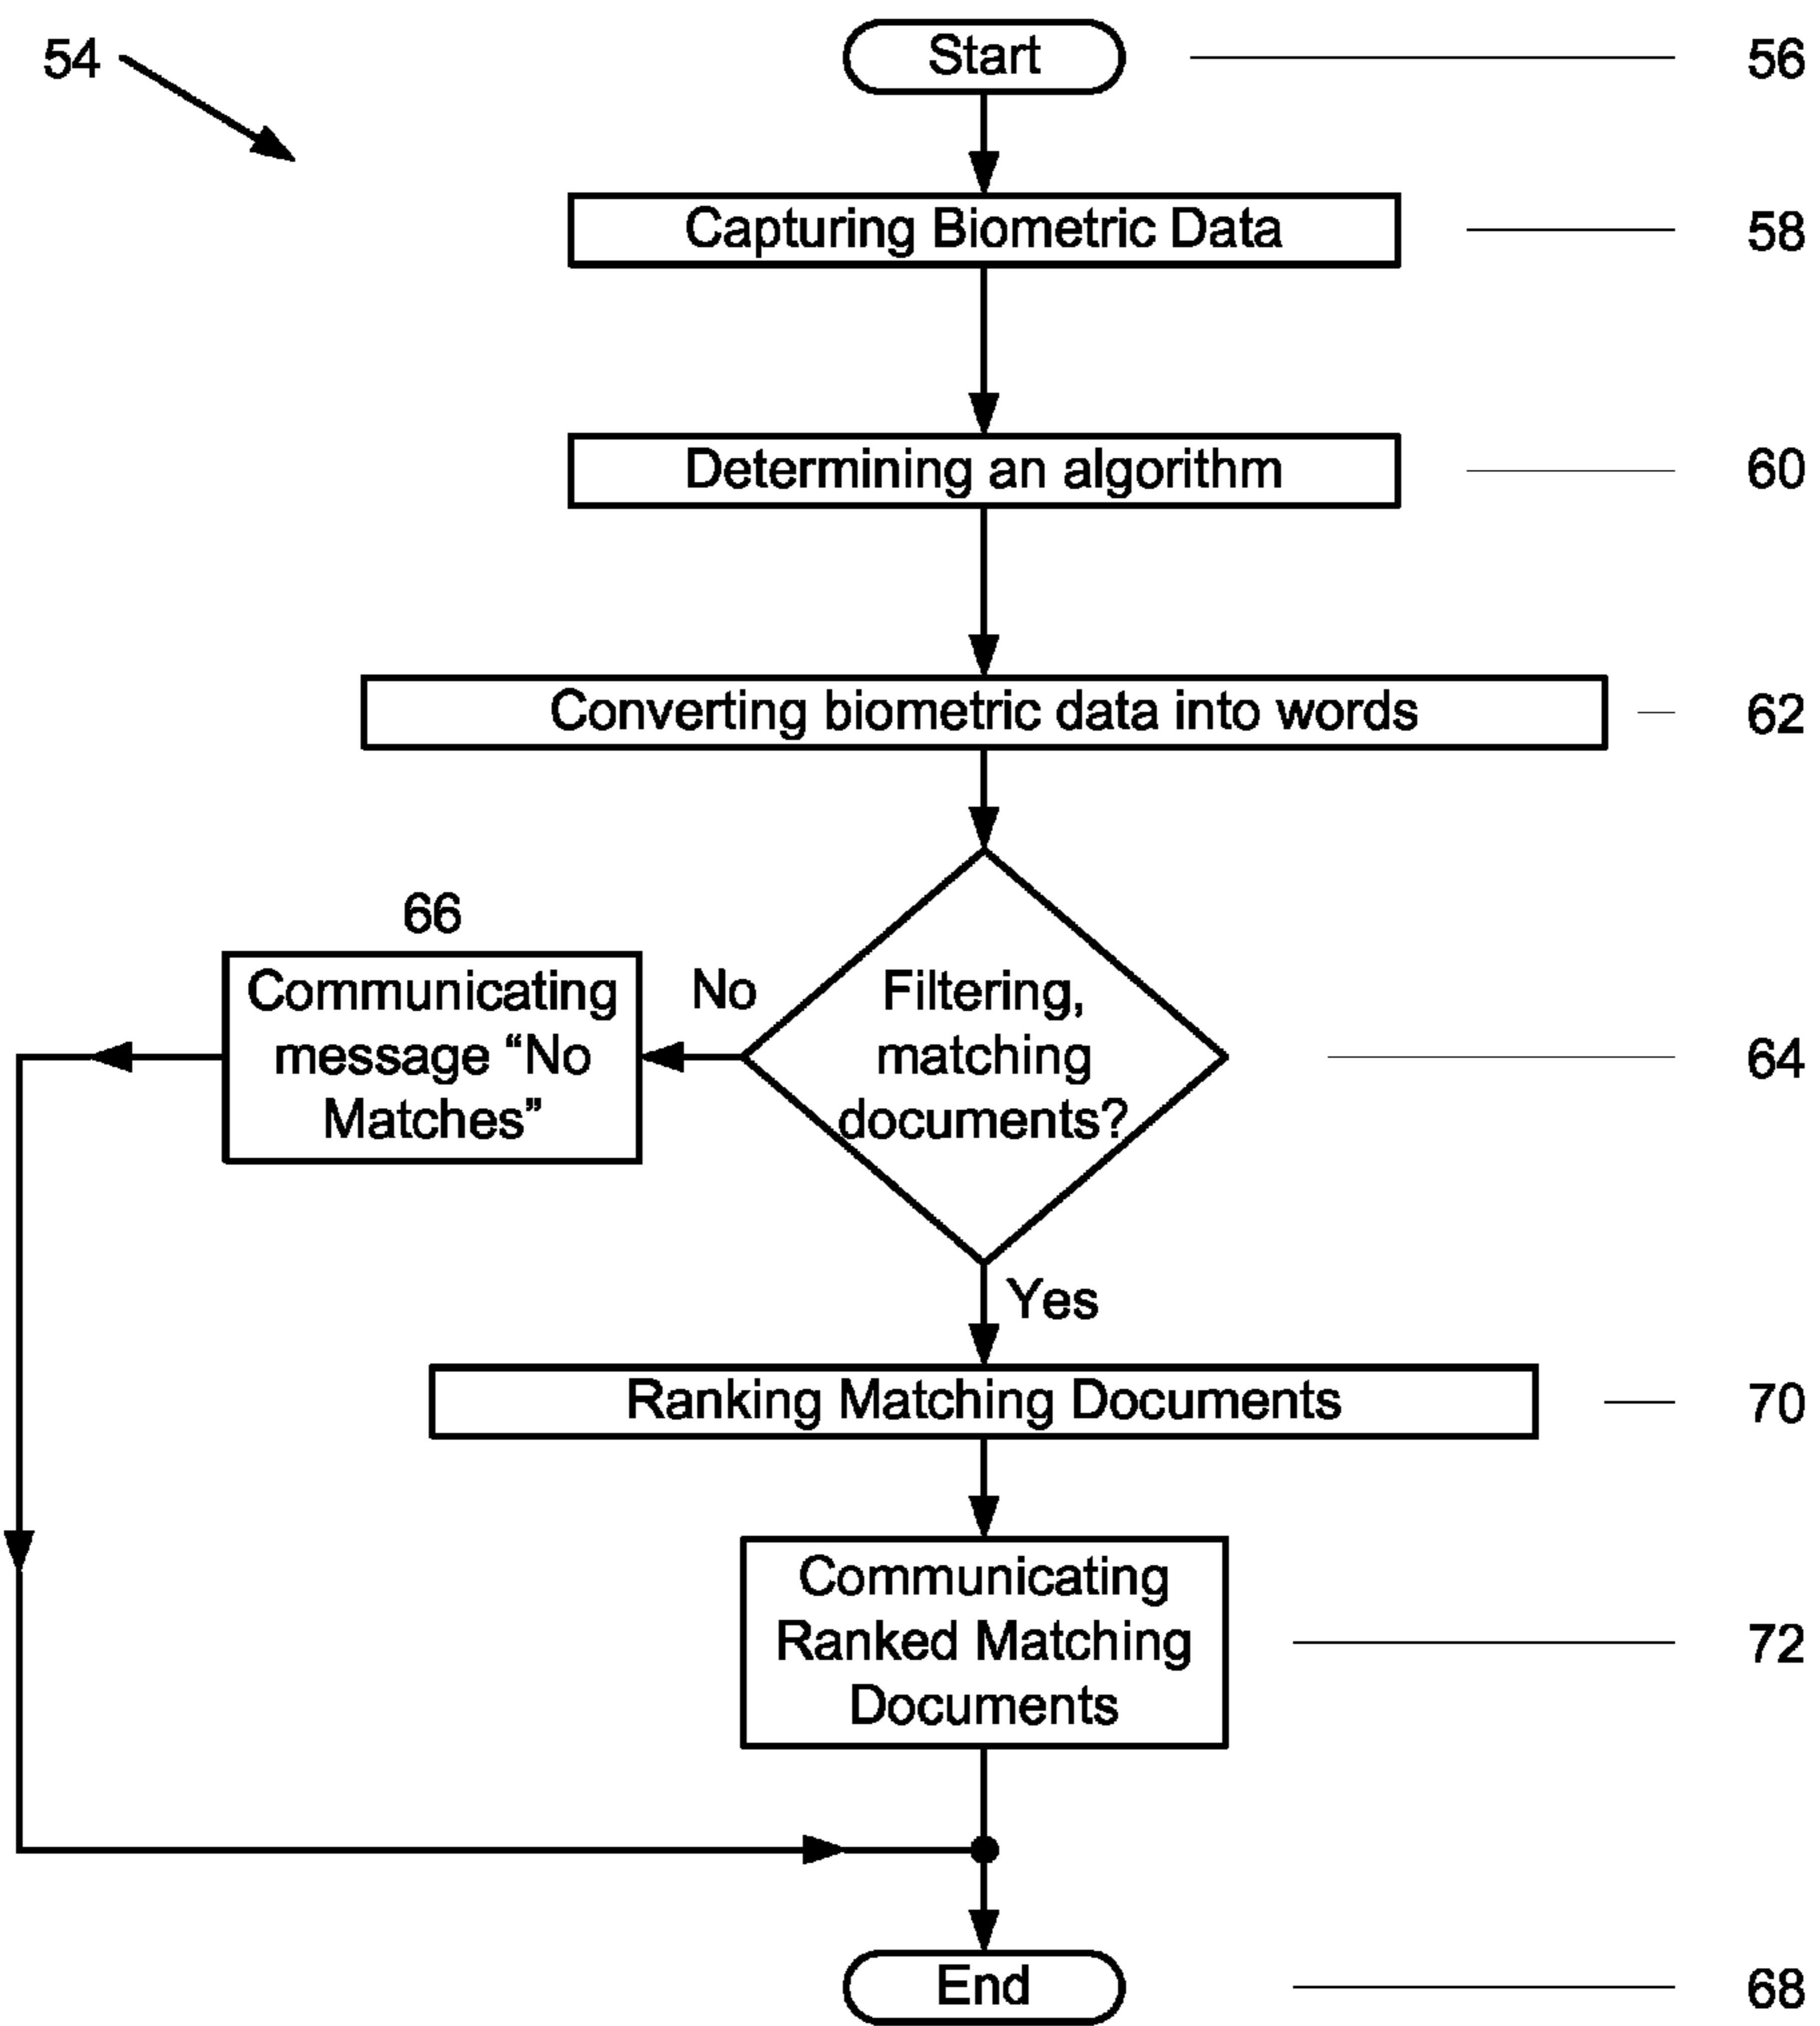 54
Start
56
Capturing Biometric Data
58
Determining an algorithm
60
Converting biometric data into words
62
66
Communicating
message “No
Matches”
No
Filtering,
matching
documents?
64
Yes
Ranking Matching Documents
70
Communicating
Ranked Matching
Documents
72
End
68